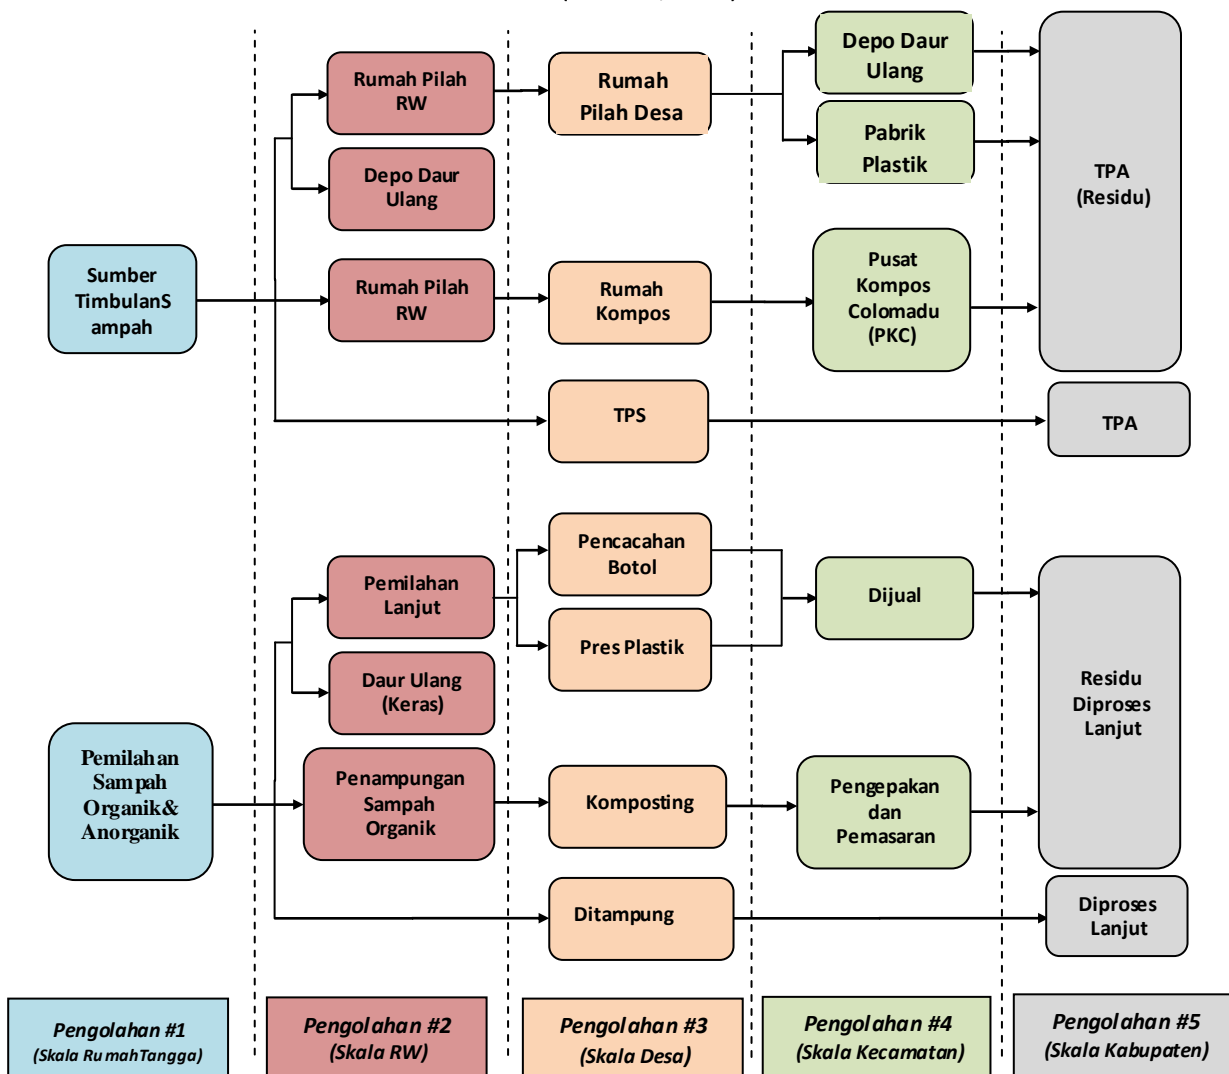 Depo Daur
Ulang
Rumah Pilah
RW
Rumah
Pilah Desa
Pabrik
Plastik
Depo Daur
Ulang
TPA
(Residu)
Sumber
TimbulanS
ampah
Rumah Pilah
RW
Rumah
Kompos
Pusat
Kompos
Colomadu
(PKC)
TPS
TPA
Pencacahan
Botol
Pemilahan
Lanjut
Dijual
Pres Plastik
Daur Ulang
(Keras)
Residu
Diproses
Lanjut
Pemilahan
Sampah
Organik&
Anorganik
Penampungan
Sampah
Organik
Komposting
Pengepakan
dan
Pemasaran
Ditampung
Diproses
Lanjut
Pengolahan #1
(Skala RumahTangga)
Pengolahan #2
(Skala RW)
Pengolahan #3
(Skala Desa)
Pengolahan #4
(Skala Kecamatan)
Pengolahan #5
(Skala Kabupaten)